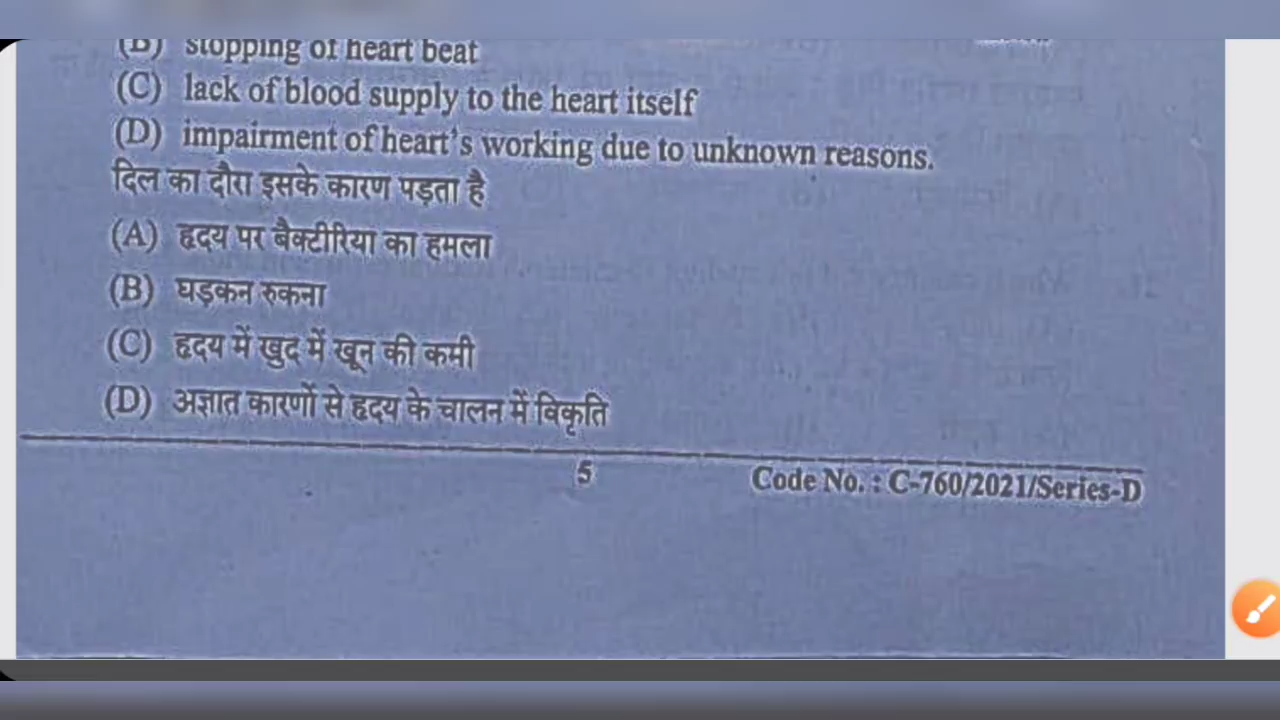 (B) stopping of heart beat
(C) lack of blood supply to the heart itself
(D) impairment of heart's working due to unknown reasons.
दिल का दौरा इसके कारण पड़ता है
(A) हृदय पर बैक्टीरिया का हमला
(B) घड़कन रुकना
(C) हृदय में खुद में खून की कमी
(D) अज्ञात कारणों से हृदय के चालन में विकृति
5 Code No. : C-760/2021/Series-D